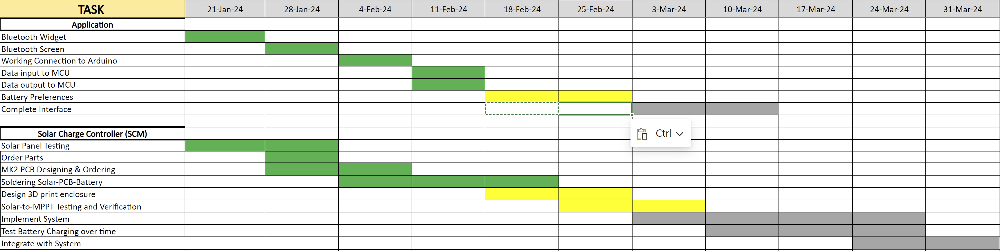 TASK 21-Jan-24 28-Jan-24 4-Feb-24 11-Feb-24 18-Feb-24 25-Feb-24 3-Mar-24 10-Mar-24 17-Mar-24 24-Mar-24 31-Mar-24
Application
Bluetooth Widget
Bluetooth Screen
Working Connection to Arduino
Data input to MCU
Data output to MCU
Battery Preferences
Complete Interface
Ctrl
Solar Charge Controller (SCM)
Solar Panel Testing
Order Parts
MK2 PCB Designing & Ordering
Soldering Solar-PCB-Battery
Design 3D print enclosure
Solar-to-MPPT Testing and Verification
Implement System
Test Battery Charging over time
Integrate with System